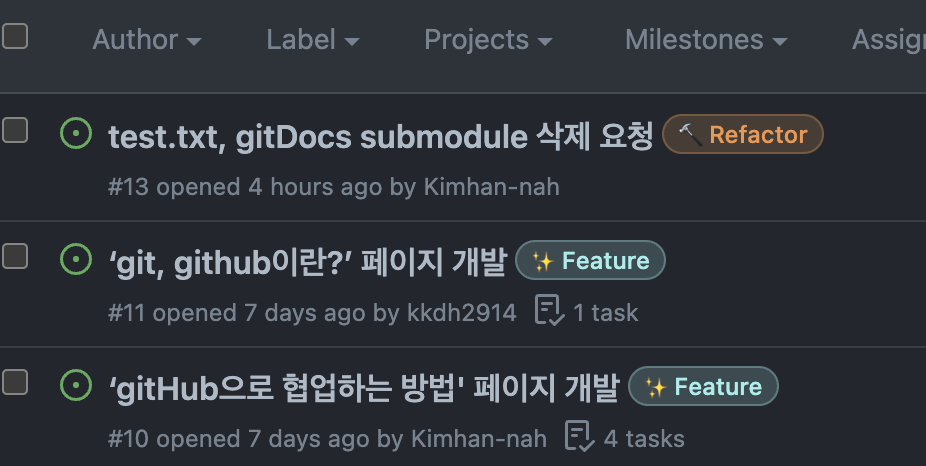 Author Label Projects Milestones Assig
test.txt, gitDocs submodule 삭제 요청 🔨 Refactor
#13 opened 4 hours ago by Kimhan-nah
‘git, github이란?’ 페이지 개발 ✨ Feature
#11 opened 7 days ago by kkdh2914 1 task
‘gitHub으로 협업하는 방법' 페이지 개발 ✨ Feature
#10 opened 7 days ago by Kimhan-nah 4 tasks